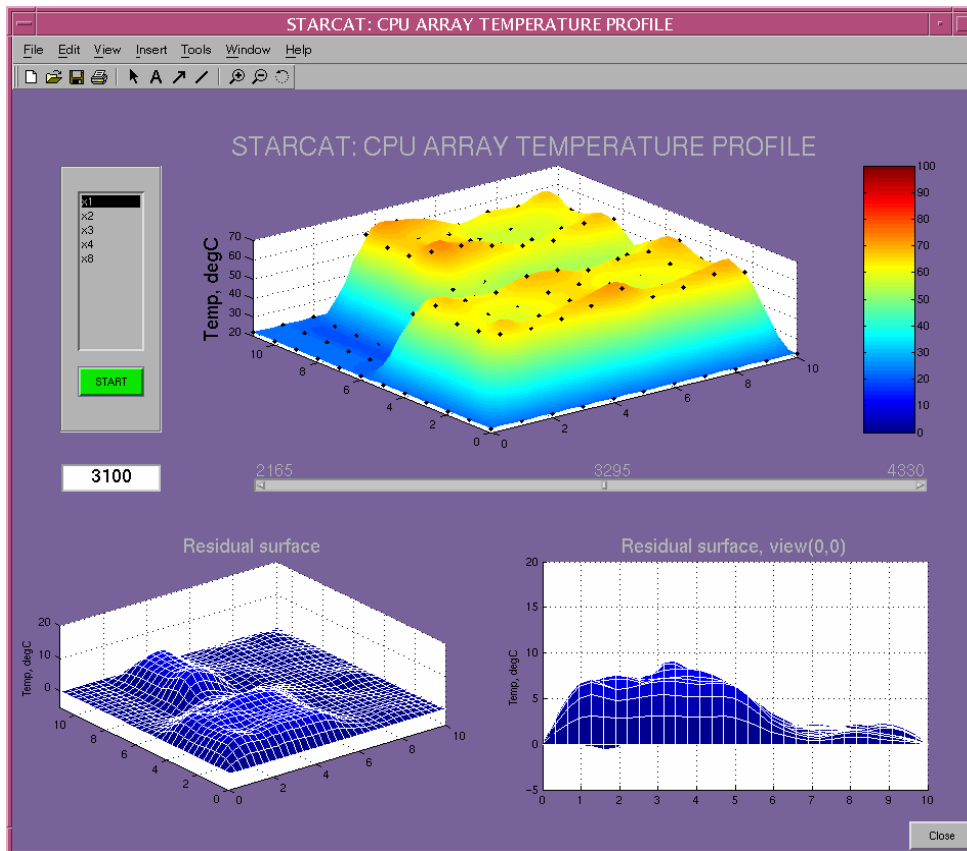 STARCAT: CPU ARRAY TEMPERATURE PROFILE
File Edit View Insert Tools Window Help
A
STARCAT: CPU ARRAY TEMPERATURE PROFILE
x1
x2
x3
x4
x8
START
Temp, degC
70
60
50
40
30
20
10
8
6
4
2
0
0
2
4
6
8
10
100
90
80
70
60
50
40
30
20
10
0
3100
2165 3295 4330
Residual surface
Temp, degC
20
10
0
10
8
6
4
2
0
0
2
4
6
8
10
Residual surface, view(0,0)
Temp, degC
20
15
10
5
0
−5
0 1 2 3 4 5 6 7 8 9 10
Close